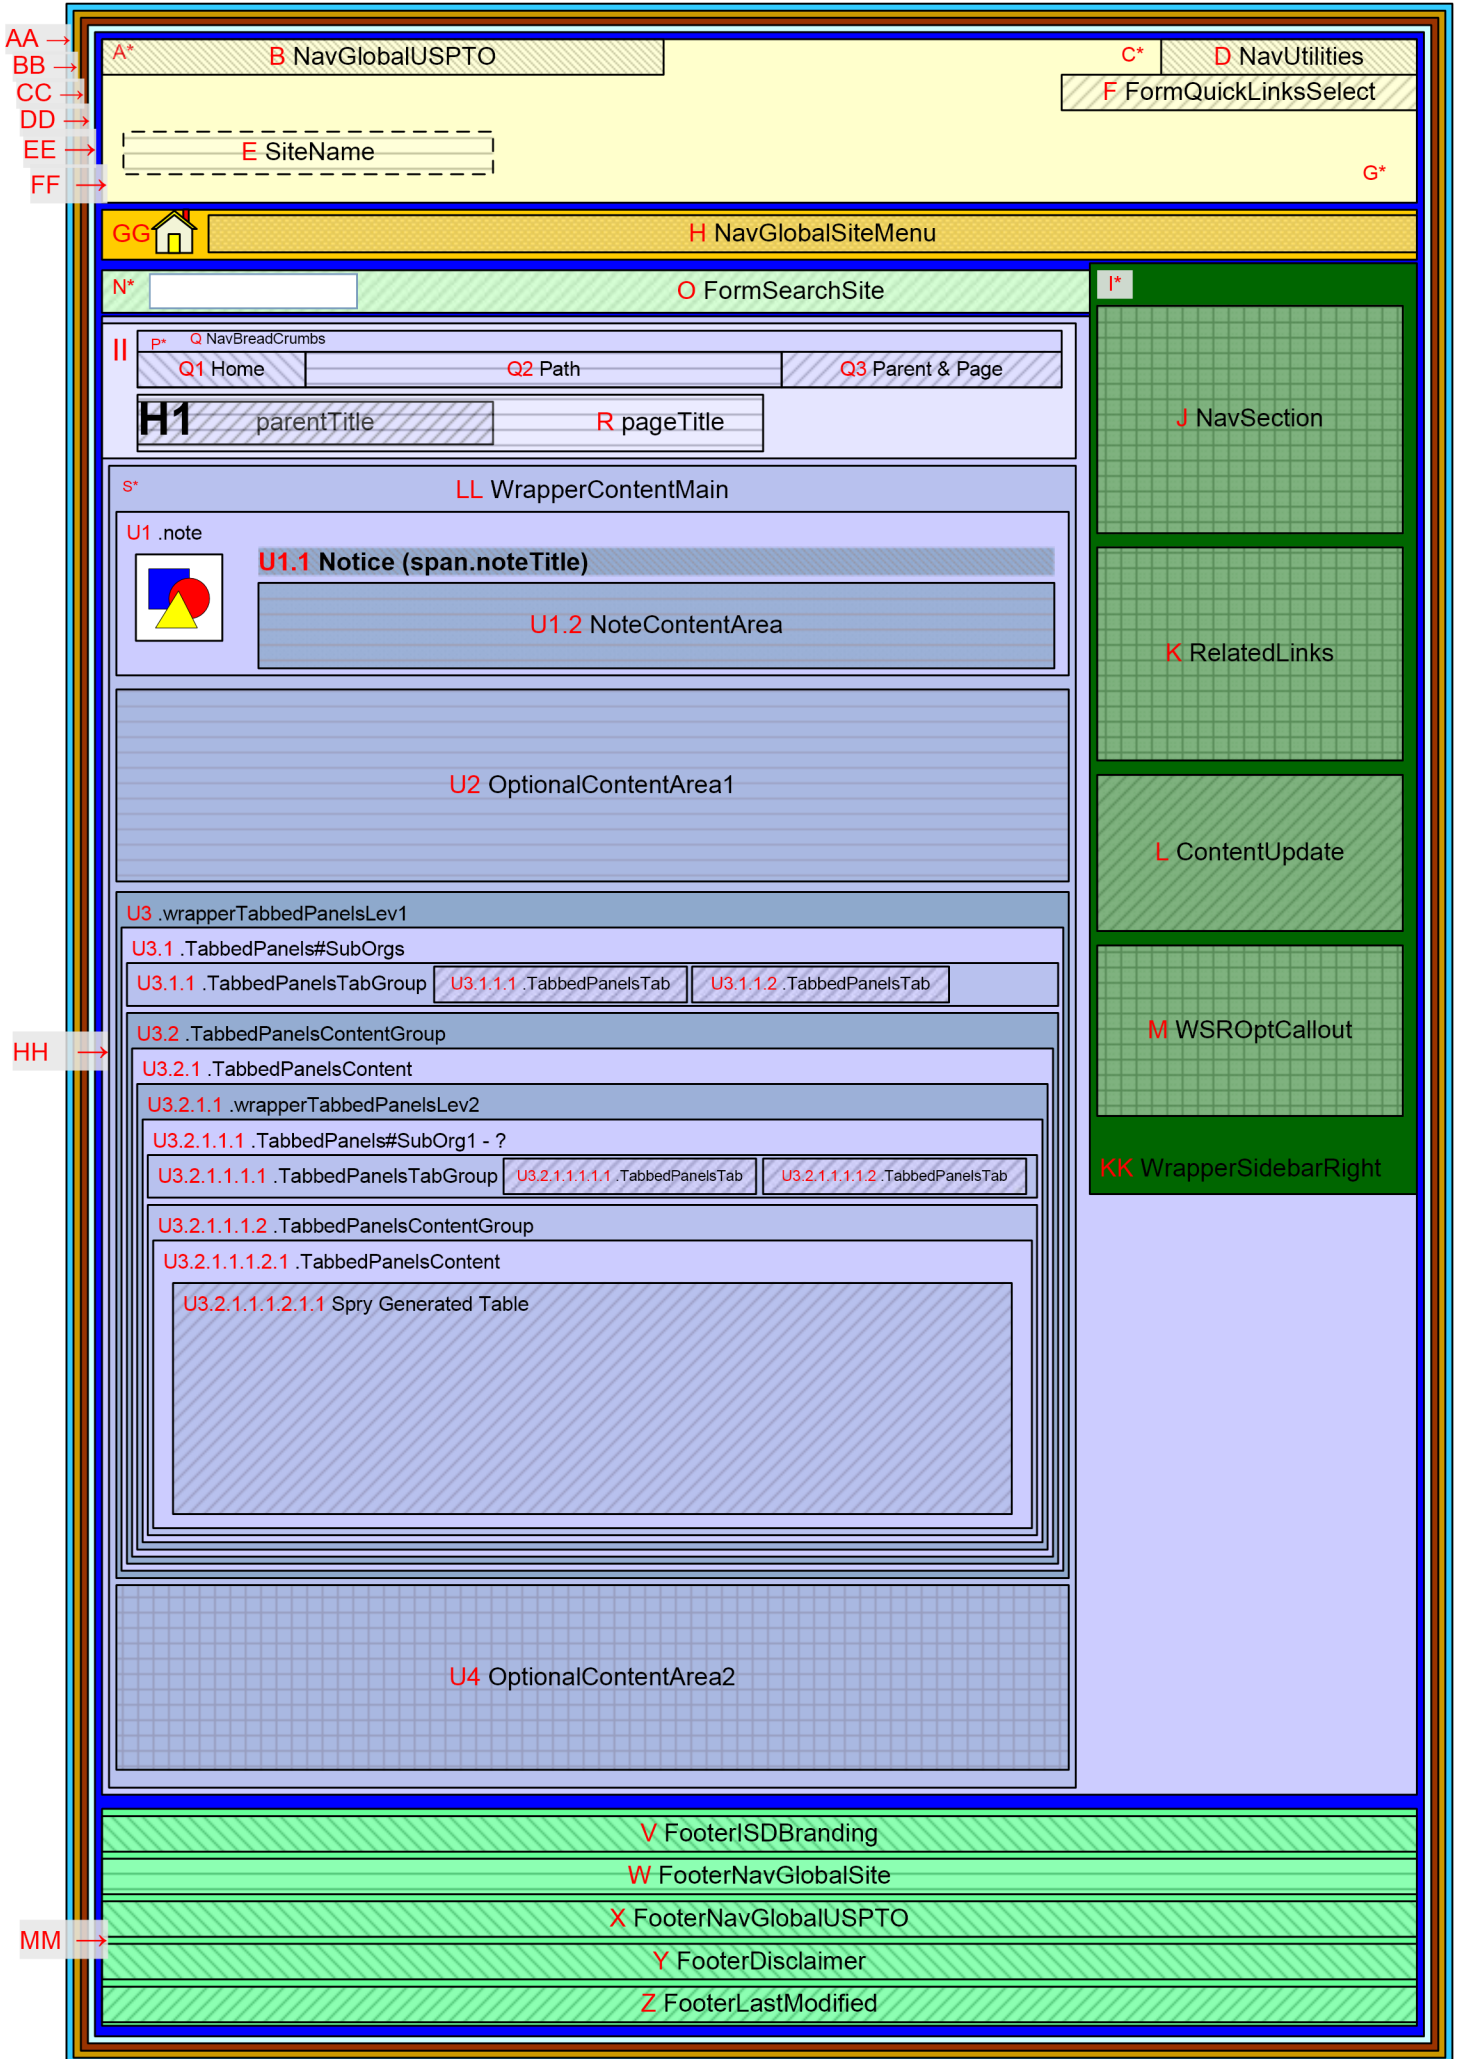 AA →
BB →
CC →
DD →
EE →
FF →
A*
B NavGlobalUSPTO
C*
D NavUtilities
F FormQuickLinksSelect
E SiteName
G*
GG
H NavGlobalSiteMenu
N*
O FormSearchSite
I*
II
P* Q NavBreadCrumbs
Q1 Home
Q2 Path
Q3 Parent & Page
H1 parentTitle
R pageTitle
J NavSection
S*
LL WrapperContentMain
U1 .note
U1.1 Notice (span.noteTitle)
U1.2 NoteContentArea
K RelatedLinks
U2 OptionalContentArea1
L ContentUpdate
U3 .wrapperTabbedPanelsLev1
U3.1 .TabbedPanels#SubOrgs
U3.1.1 .TabbedPanelsTabGroup
U3.1.1.1 .TabbedPanelsTab
U3.1.1.2 .TabbedPanelsTab
M WSROptCallout
U3.2 .TabbedPanelsContentGroup
HH →
U3.2.1 .TabbedPanelsContent
U3.2.1.1 .wrapperTabbedPanelsLev2
U3.2.1.1.1 .TabbedPanels#SubOrg1 - ?
U3.2.1.1.1.1 .TabbedPanelsTabGroup
U3.2.1.1.1.1.1 .TabbedPanelsTab
U3.2.1.1.1.1.2 .TabbedPanelsTab
KK WrapperSidebarRight
U3.2.1.1.1.2 .TabbedPanelsContentGroup
U3.2.1.1.1.2.1 .TabbedPanelsContent
U3.2.1.1.1.2.1.1 Spry Generated Table
U4 OptionalContentArea2
V FooterISDBranding
W FooterNavGlobalSite
X FooterNavGlobalUSPTO
MM →
Y FooterDisclaimer
Z FooterLastModified